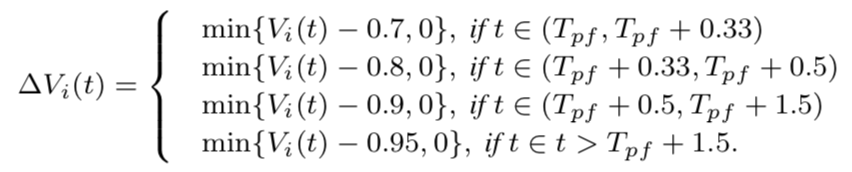 min{V_i(t) − 0.7, 0}, if t ∈ (T_pf, T_pf + 0.33)
min{V_i(t) − 0.8, 0}, if t ∈ (T_pf + 0.33, T_pf + 0.5)
ΔV_i(t) = {
min{V_i(t) − 0.9, 0}, if t ∈ (T_pf + 0.5, T_pf + 1.5)
min{V_i(t) − 0.95, 0}, if t ∈ t > T_pf + 1.5.